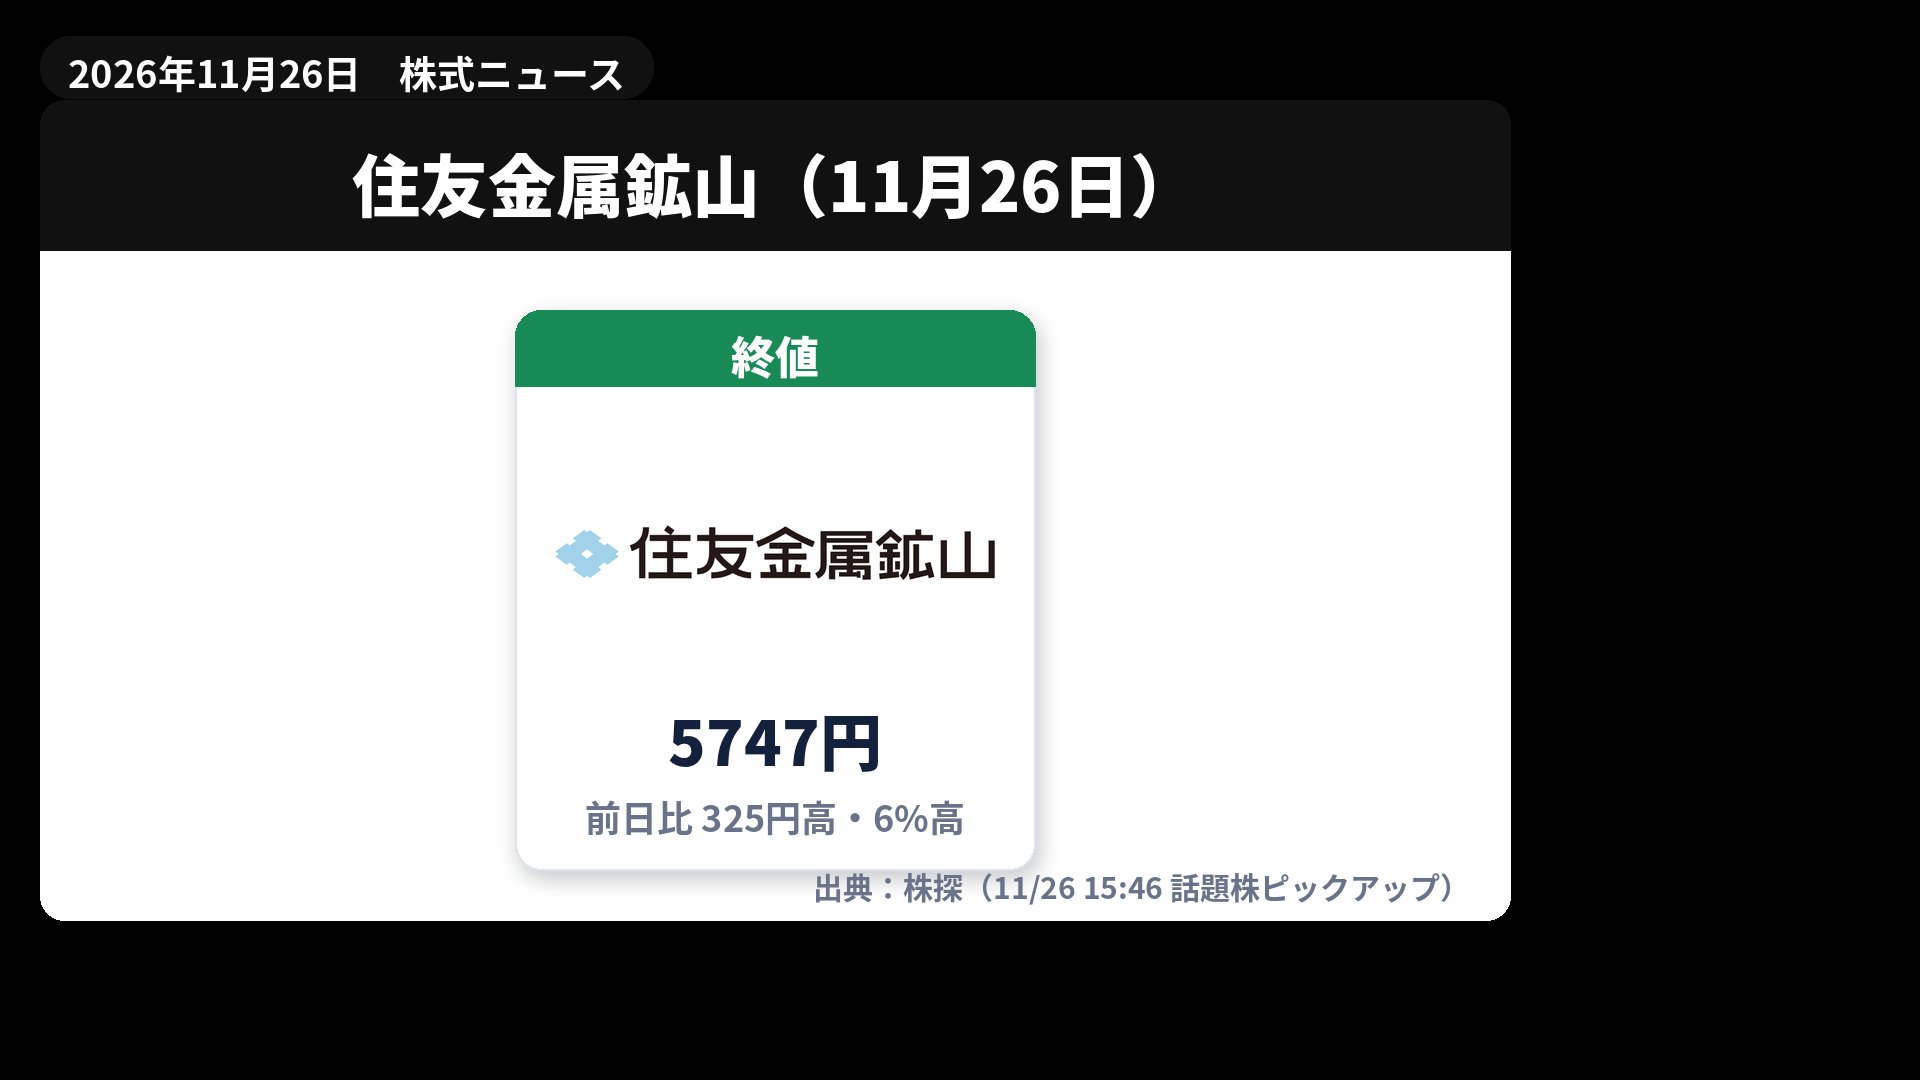 2026年11月26日　株式ニュース
住友金属鉱山（11月26日）
終値
住友金属鉱山
5747円
前日比 325円高・6%高
出典：株探（11/26 15:46 話題株ピックアップ）